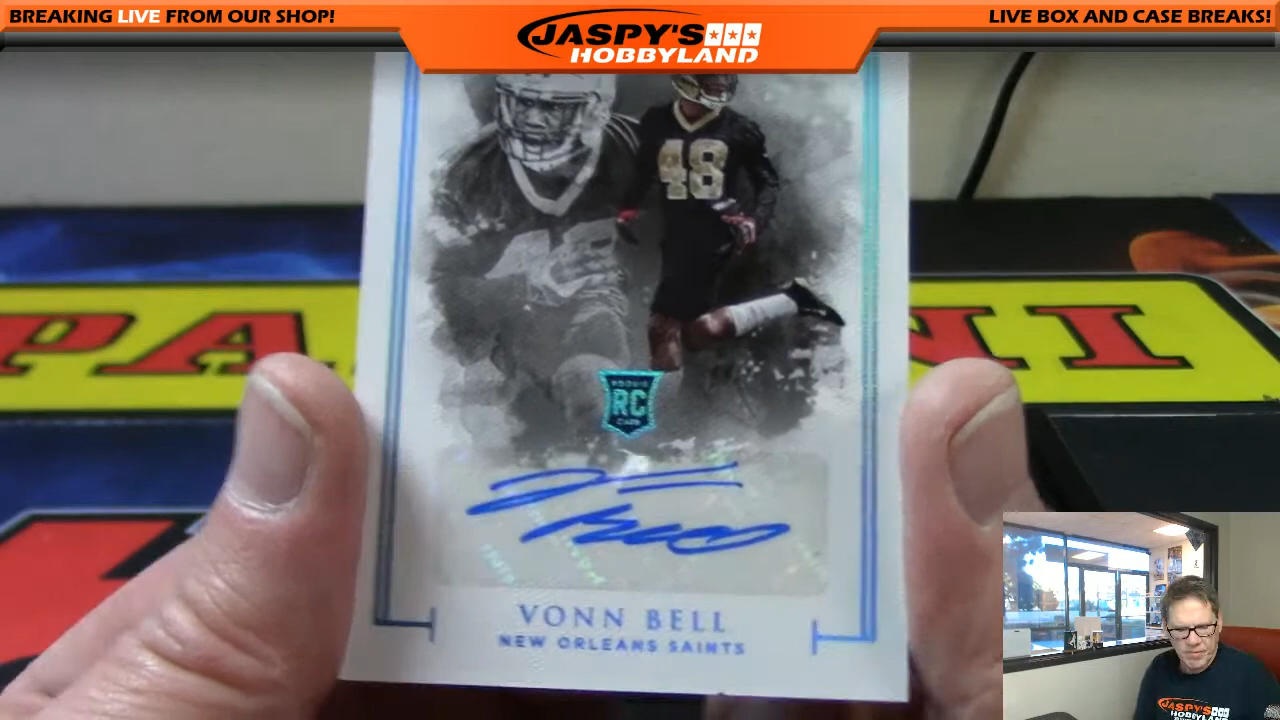 BREAKING LIVE FROM OUR SHOP!
JASPY'S
HOBBYLAND
LIVE BOX AND CASE BREAKS!
48
PANINI
ROOKIE
RC
CARD
VONN BELL
NEW ORLEANS SAINTS
JASPY'S
HOBBYLAND